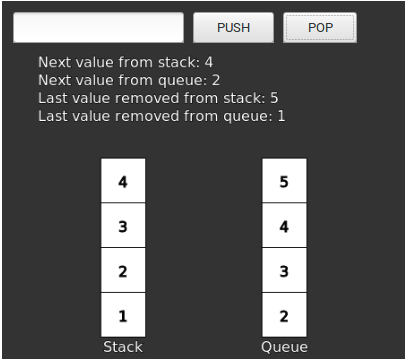 PUSH POP
Next value from stack: 4
Next value from queue: 2
Last value removed from stack: 5
Last value removed from queue: 1
4 5
3 4
2 3
1 2
Stack Queue